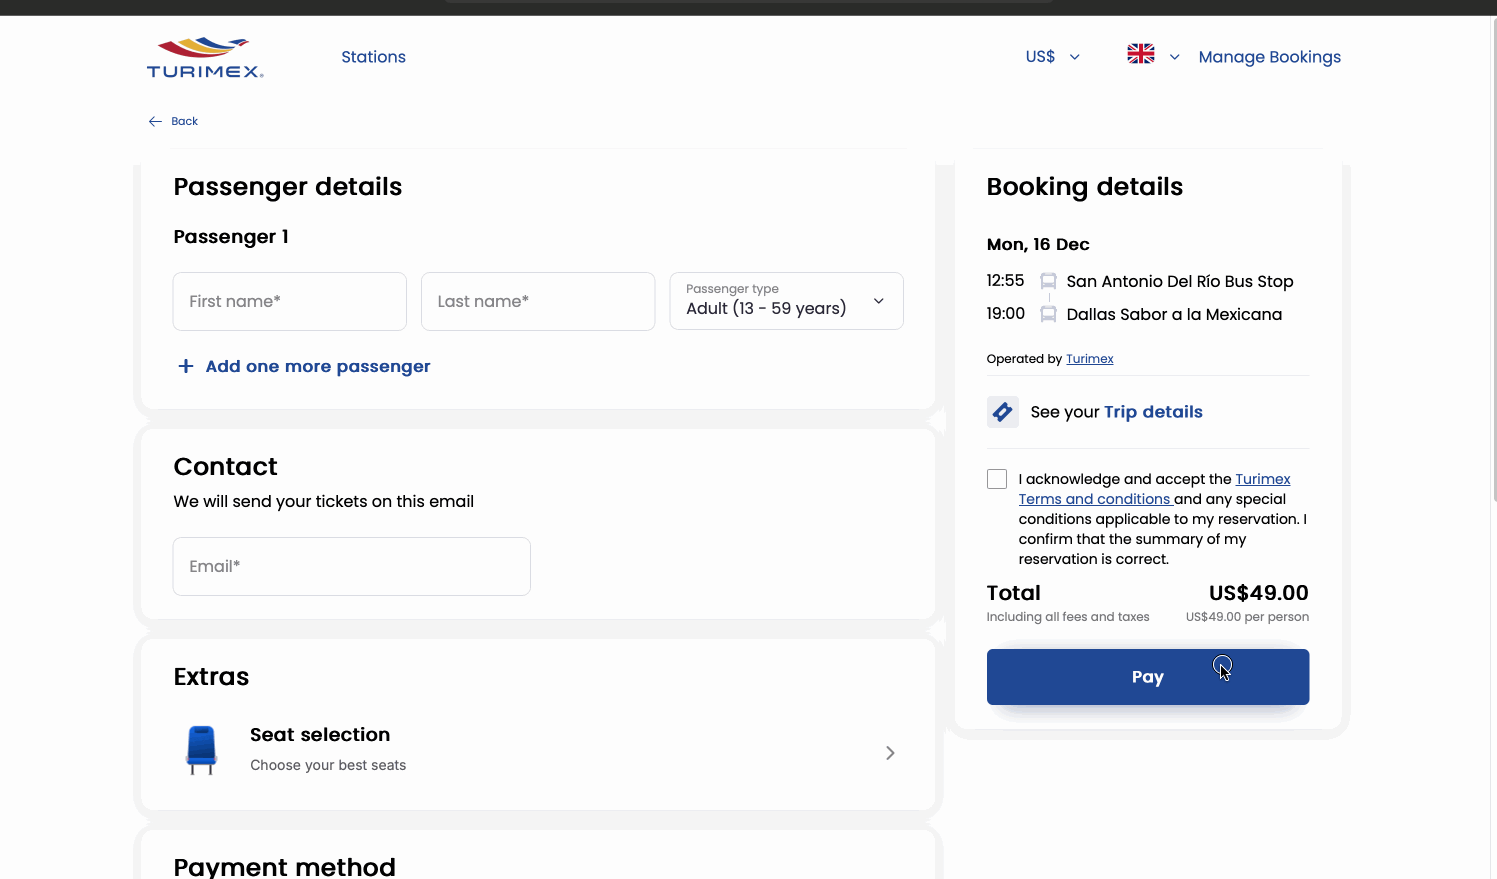 TURIMEX.
Stations
US$
Manage Bookings
Back
Passenger details
Passenger 1
First name*
Last name*
Passenger type
Adult (13 - 59 years)
+ Add one more passenger
Contact
We will send your tickets on this email
Email*
Extras
Seat selection
Choose your best seats
Payment method
Booking details
Mon, 16 Dec
12:55 San Antonio Del Río Bus Stop
19:00 Dallas Sabor a la Mexicana
Operated by Turimex
See your Trip details
I acknowledge and accept the Turimex
Terms and conditions and any special
conditions applicable to my reservation. I
confirm that the summary of my
reservation is correct.
Total US$49.00
Including all fees and taxes US$49.00 per person
Pay